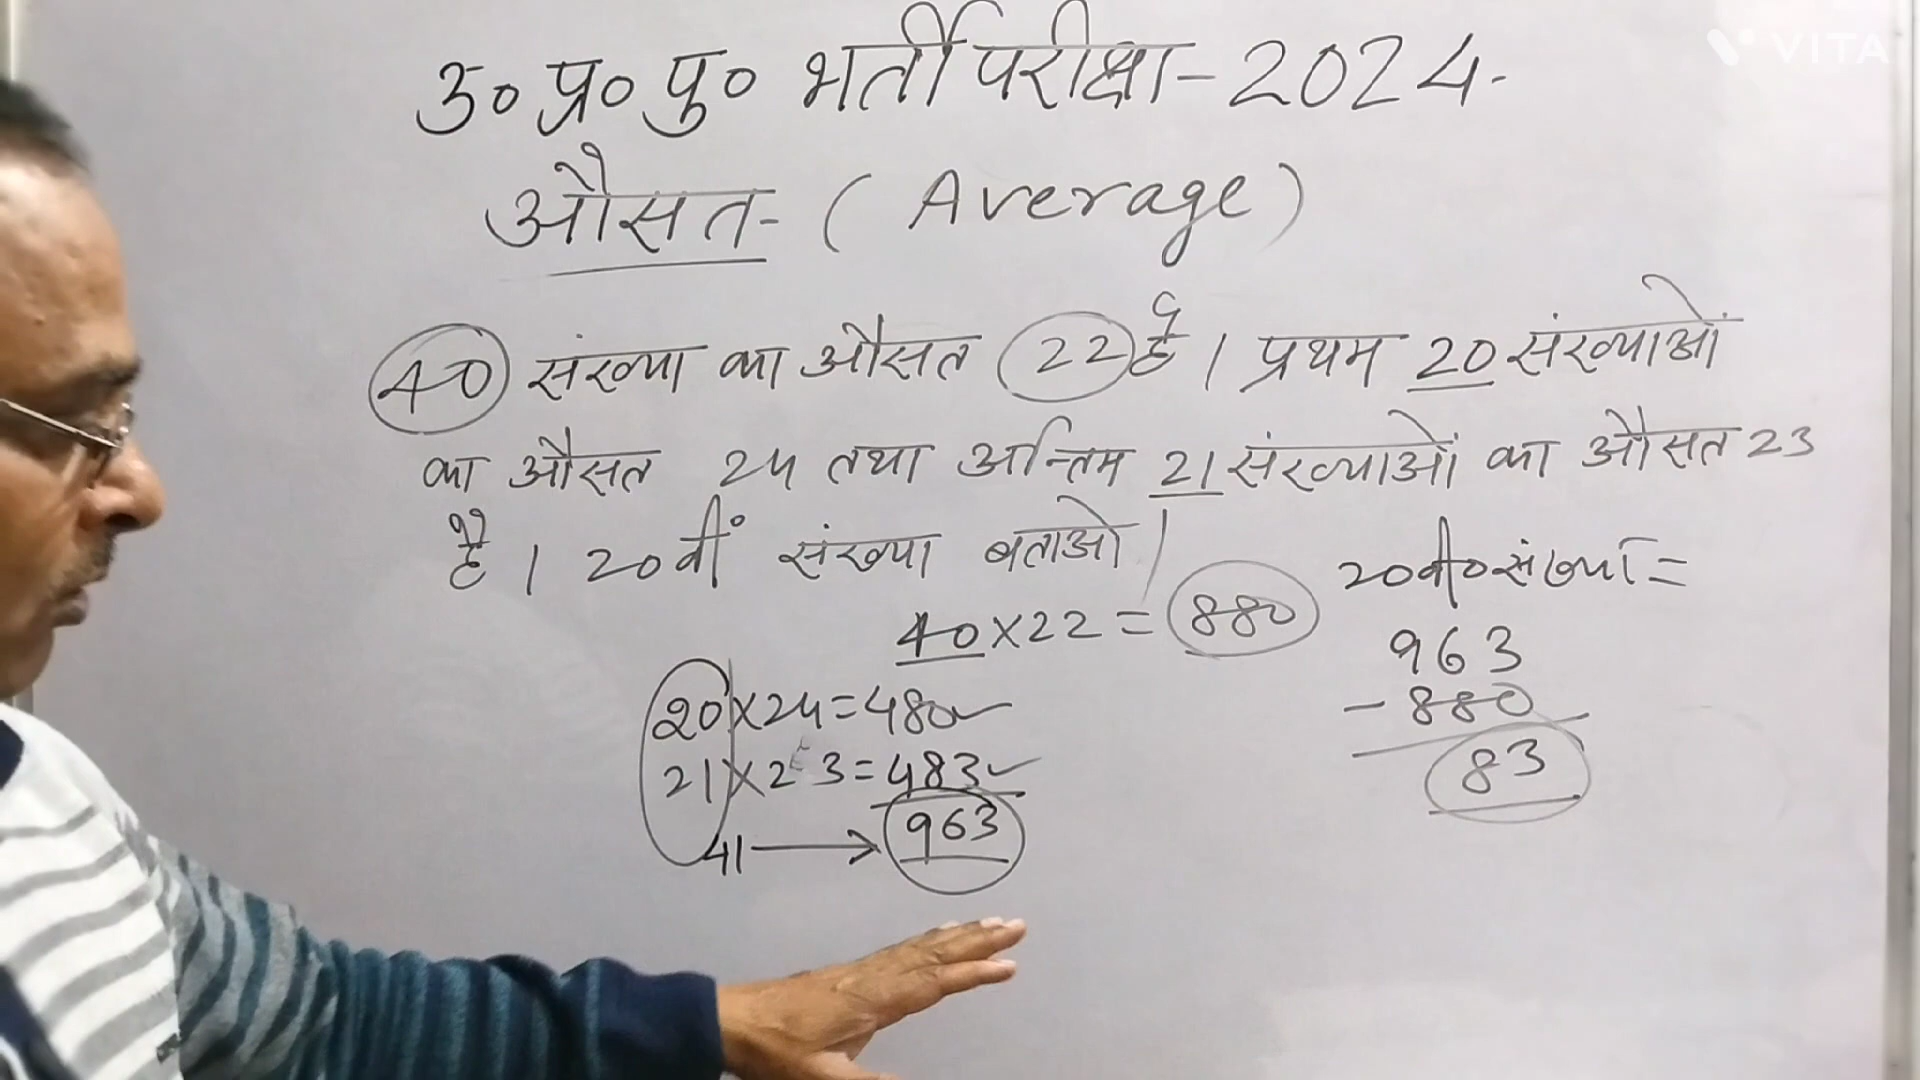 उ० प्र० पु० भर्ती परीक्षा - 2024.
औसत - ( Average )
40 संख्या का औसत 22 है । प्रथम 20 संख्याओं
का औसत 24 तथा अन्तिम 21 संख्याओं का औसत 23
है । 20वीं संख्या बताओ ।
40 x 22 = 880
20 x 24 = 480
21 x 23 = 483
41 → 963
20वी० संख्या =
963
- 880
83
VITA